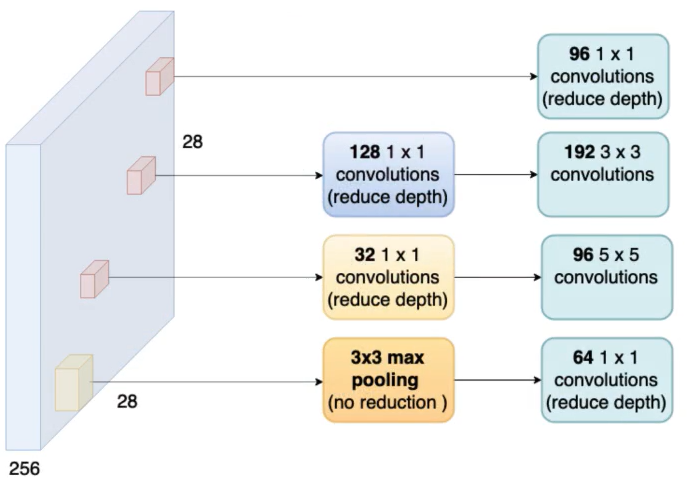 96 1 x 1
convolutions
(reduce depth)
28
128 1 x 1
convolutions
(reduce depth)
192 3 x 3
convolutions
32 1 x 1
convolutions
(reduce depth)
96 5 x 5
convolutions
3x3 max
pooling
(no reduction )
64 1 x 1
convolutions
(reduce depth)
28
256